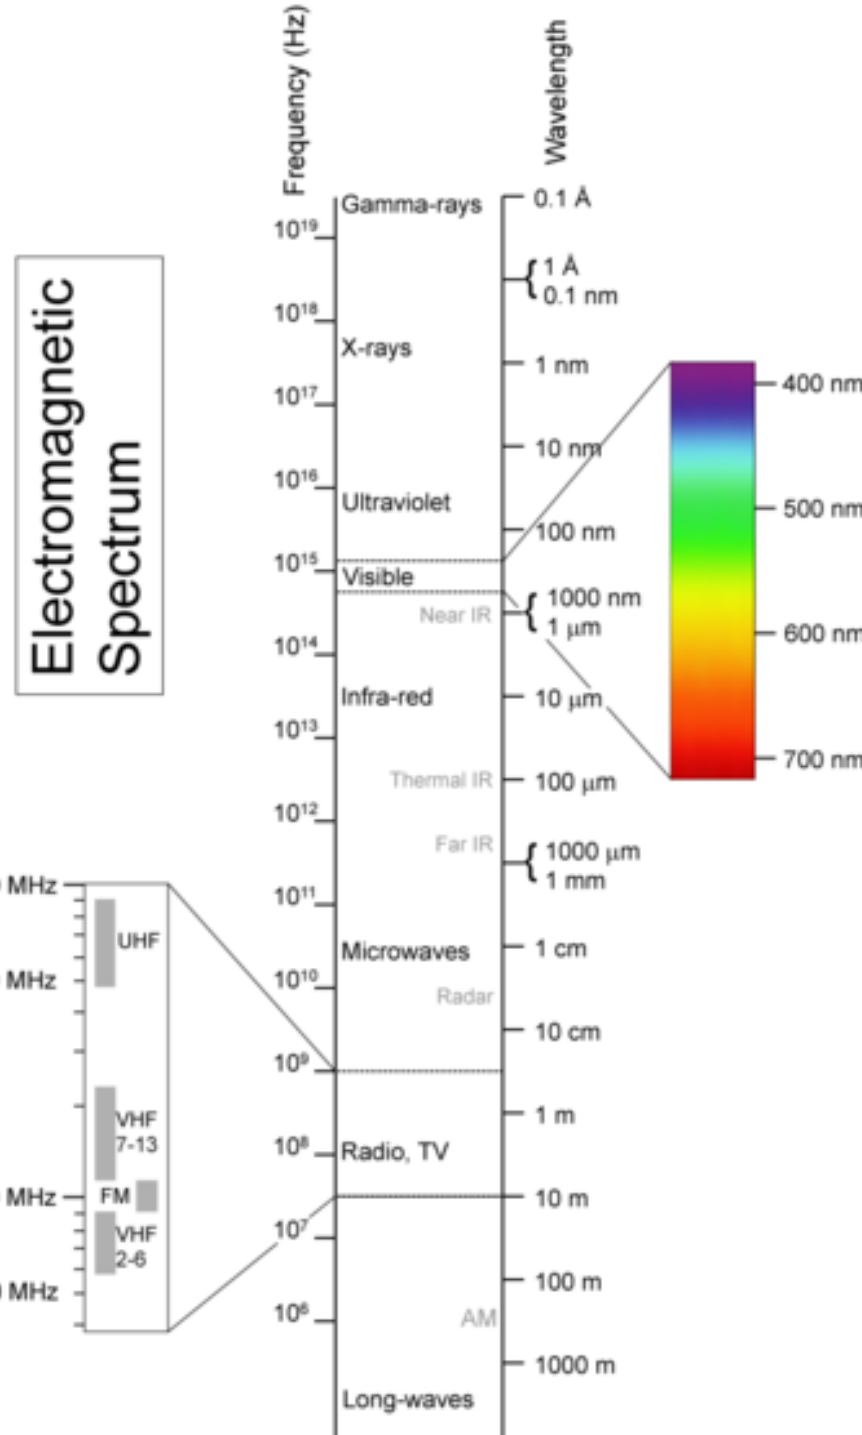 Frequency (Hz)
Wavelength
Electromagnetic
Spectrum
10¹⁹
10¹⁸
10¹⁷
10¹⁶
10¹⁵
10¹⁴
10¹³
10¹²
10¹¹
10¹⁰
10⁹
10⁸
10⁷
10⁶
Gamma-rays
X-rays
Ultraviolet
Visible
Near IR
Infra-red
Thermal IR
Far IR
Microwaves
Radar
Radio, TV
AM
Long-waves
0.1 Å
1 Å
0.1 nm
1 nm
10 nm
100 nm
1000 nm
1 µm
10 µm
100 µm
1000 µm
1 mm
1 cm
10 cm
1 m
10 m
100 m
1000 m
400 nm
500 nm
600 nm
700 nm
MHz
UHF
MHz
VHF
7-13
MHz
FM
VHF
2-6
MHz